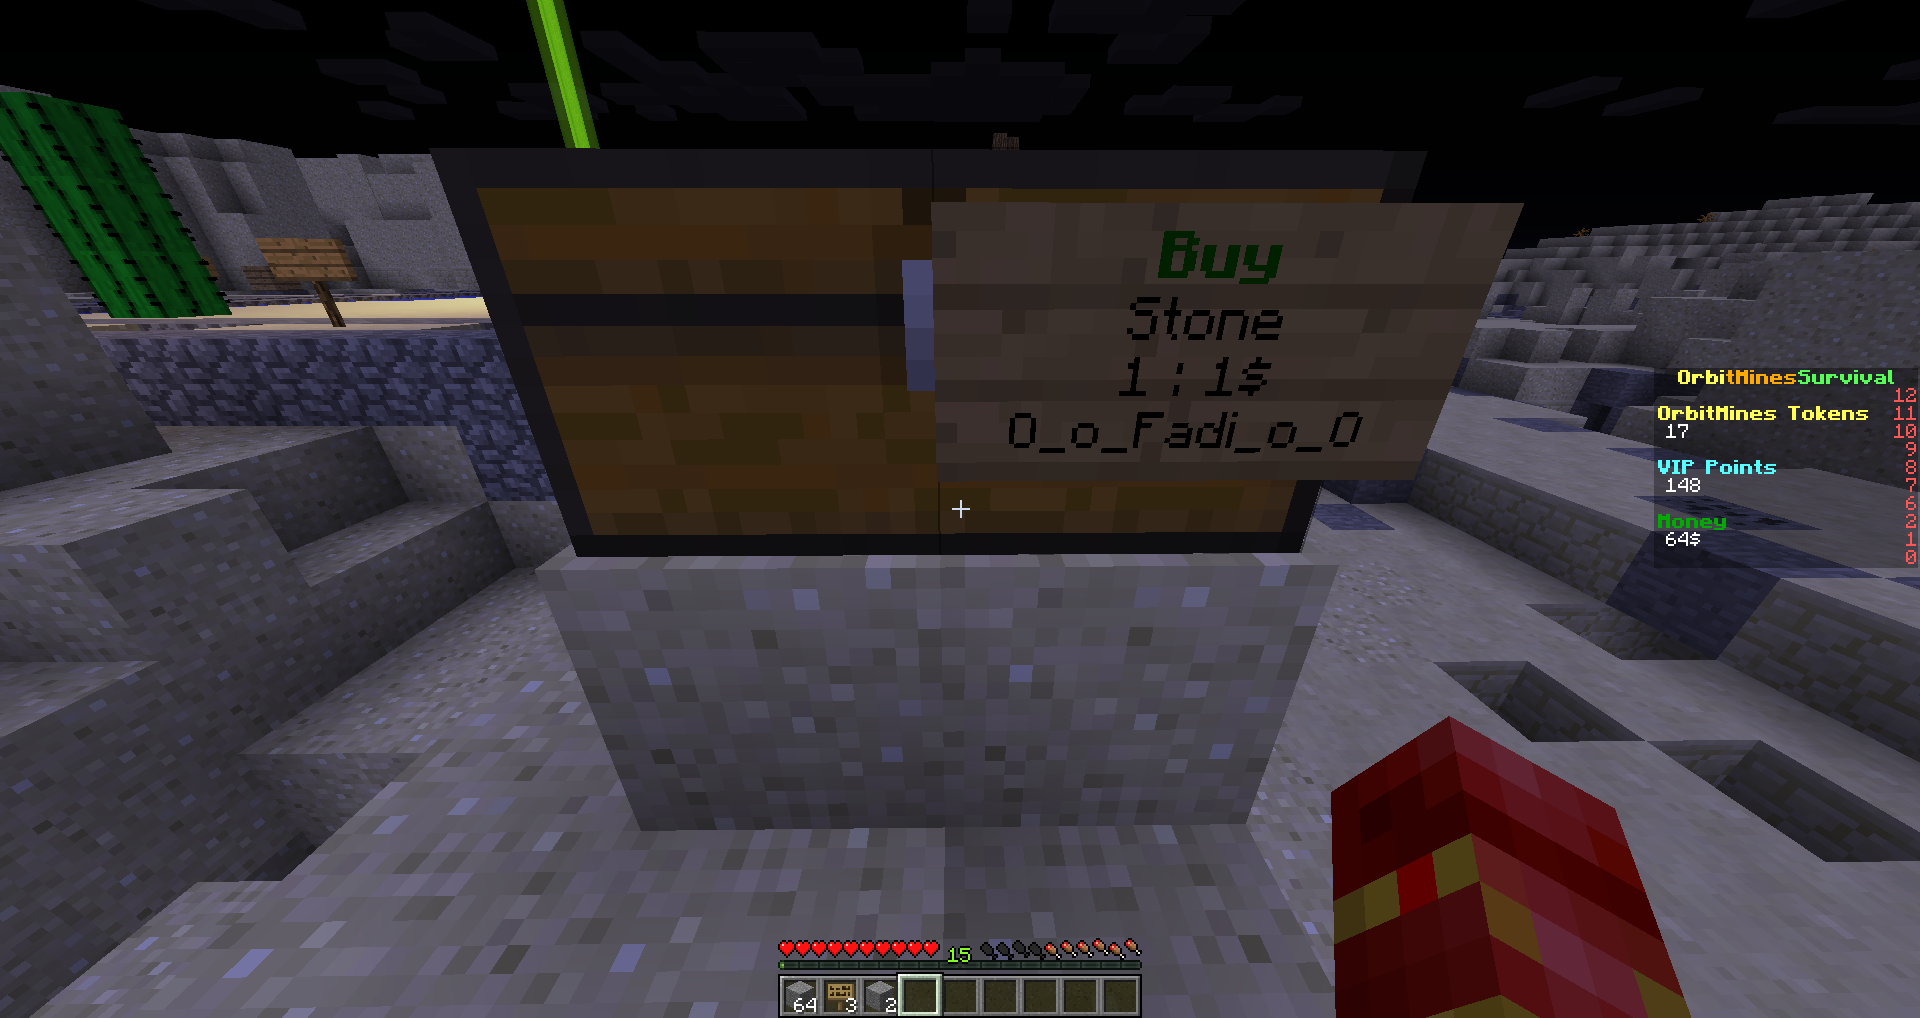 Buy
Stone
1 : 1$
O_o_Fadi_o_O
OrbitMinesSurvival
12
OrbitMines Tokens 11
17 10
9
VIP Points 8
148 7
6
Money 2
64$ 1
0
15
64 3 2